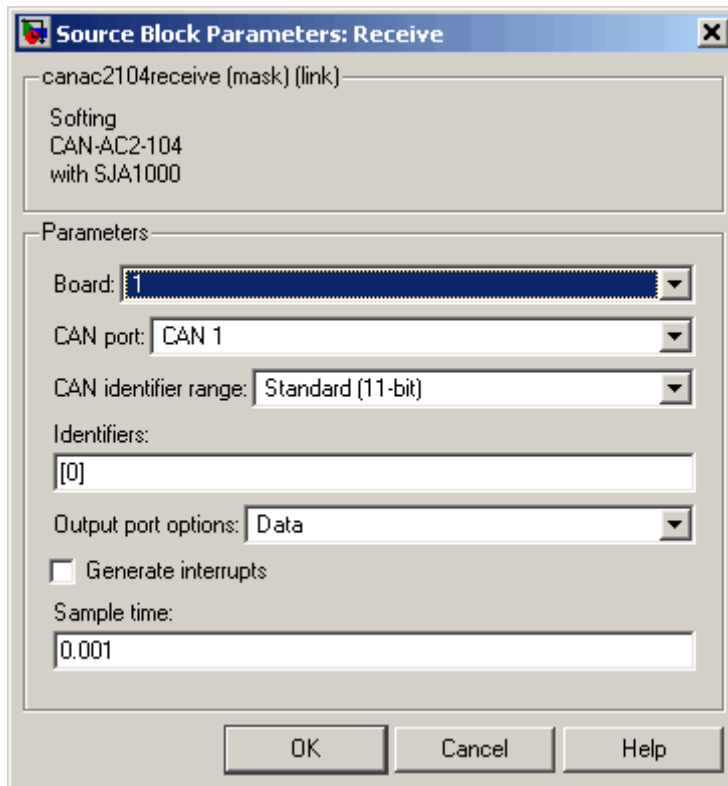 Source Block Parameters: Receive
canac2104receive (mask) (link)
Softing
CAN-AC2-104
with SJA1000
Parameters
Board: 1
CAN port: CAN 1
CAN identifier range: Standard (11-bit)
Identifiers:
[0]
Output port options: Data
Generate interrupts
Sample time:
0.001
OK Cancel Help